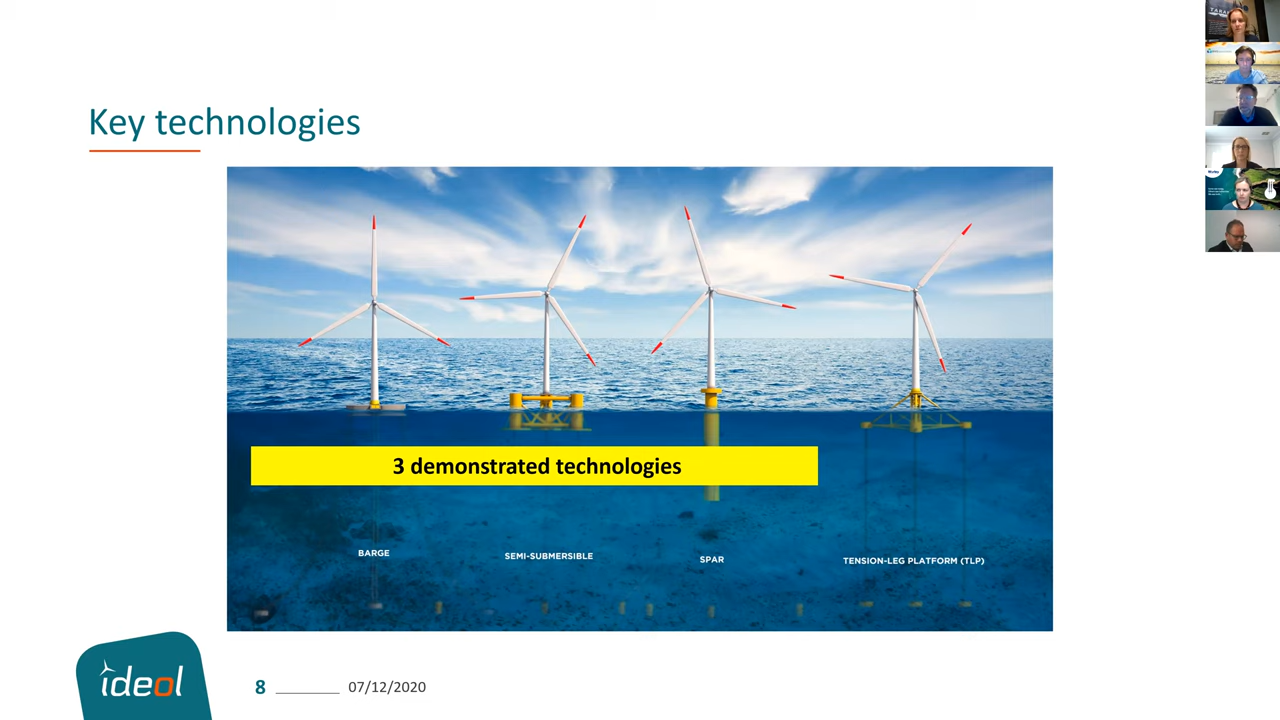 Key technologies
3 demonstrated technologies
BARGE
SEMI-SUBMERSIBLE
SPAR
TENSION-LEG PLATFORM (TLP)
ideol
8
07/12/2020